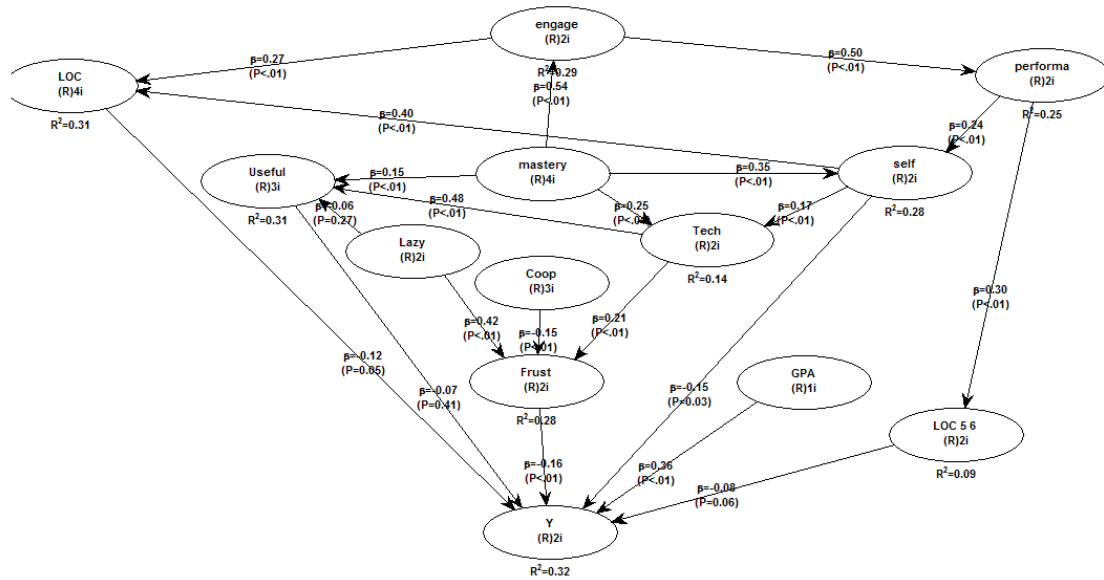 engage
(R)2i
R²=0.29
β=0.27
(P<.01)
β=0.50
(P<.01)
LOC
(R)4i
R²=0.31
performa
(R)2i
R²=0.25
β=0.54
(P<.01)
β=0.40
(P<.01)
β=0.24
(P<.01)
Useful
(R)3i
R²=0.31
β=0.15
(P<.01)
mastery
(R)4i
β=0.35
(P<.01)
self
(R)2i
R²=0.28
β=0.06
(P=0.27)
β=0.48
(P<.01)
β=0.25
(P<.01)
β=0.17
(P<.01)
Lazy
(R)2i
Tech
(R)2i
R²=0.14
Coop
(R)3i
β=0.30
(P<.01)
β=0.42
(P<.01)
β=-0.15
(P<.01)
β=0.21
(P<.01)
β=-0.12
(P=0.05)
β=-0.07
(P=0.41)
Frust
(R)2i
R²=0.28
β=-0.15
(P=0.03)
GPA
(R)1i
LOC 5 6
(R)2i
R²=0.09
β=-0.16
(P<.01)
(P<.01)
β=-0.08
(P=0.06)
Y
(R)2i
R²=0.32